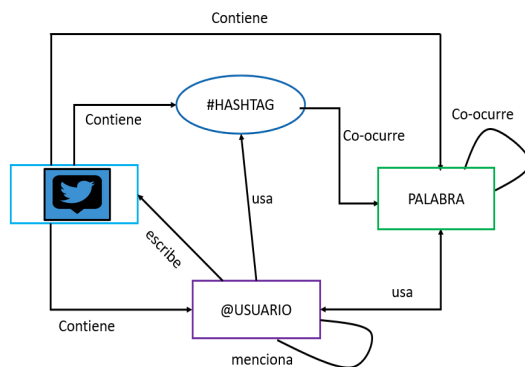 Contiene
#HASHTAG
Contiene
Co-ocurre
Co-ocurre
PALABRA
usa
escribe
usa
@USUARIO
Contiene
menciona